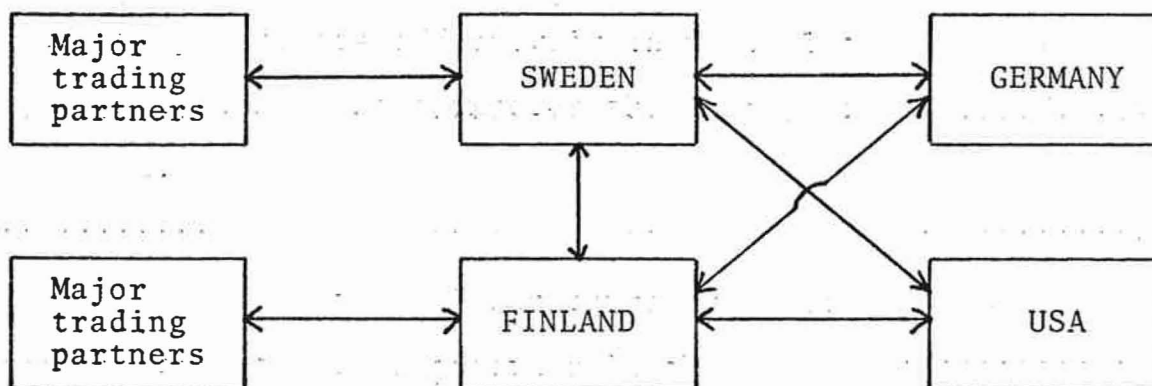 Major
trading
partners
SWEDEN
GERMANY
Major
trading
partners
FINLAND
USA